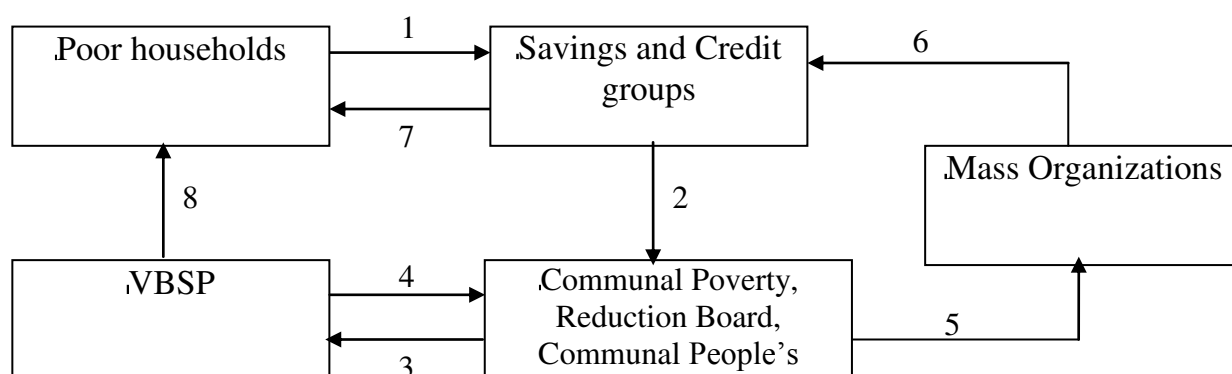 1
6
Poor households
Savings and Credit
groups
7
Mass Organizations
8
2
VBSP
4
Communal Poverty,
Reduction Board,
Communal People's
5
3